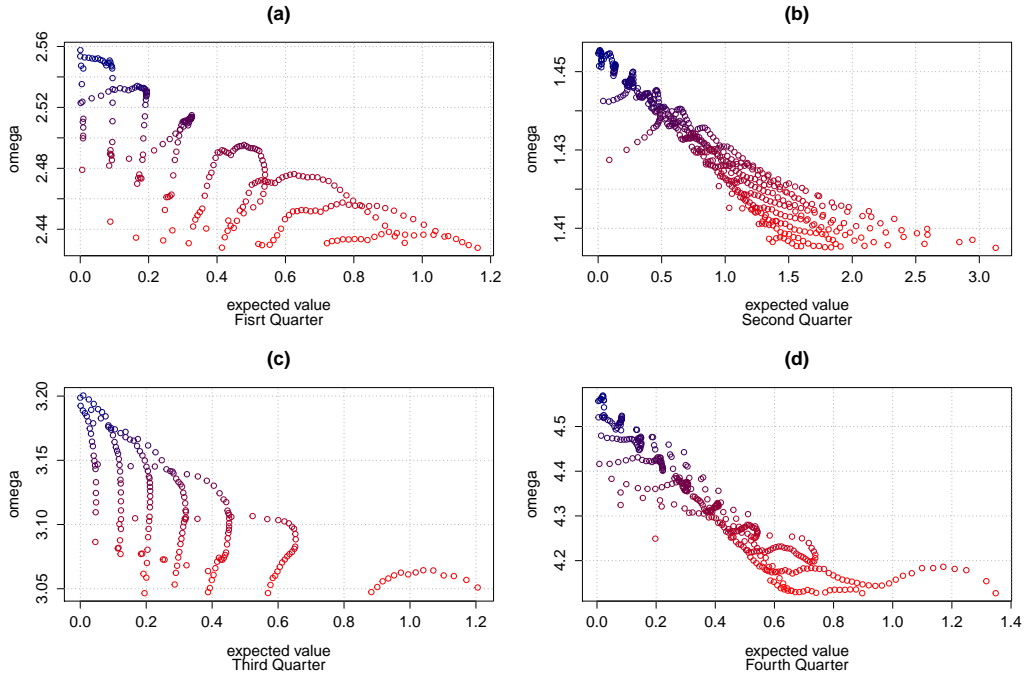 (a)
omega
2.44
2.48
2.52
2.56
0.0 0.2 0.4 0.6 0.8 1.0 1.2
expected value
Fisrt Quarter
(b)
omega
1.41
1.43
1.45
0.0 0.5 1.0 1.5 2.0 2.5 3.0
expected value
Second Quarter
(c)
omega
3.05
3.10
3.15
3.20
0.0 0.2 0.4 0.6 0.8 1.0 1.2
expected value
Third Quarter
(d)
omega
4.2
4.3
4.4
4.5
0.0 0.2 0.4 0.6 0.8 1.0 1.2 1.4
expected value
Fourth Quarter